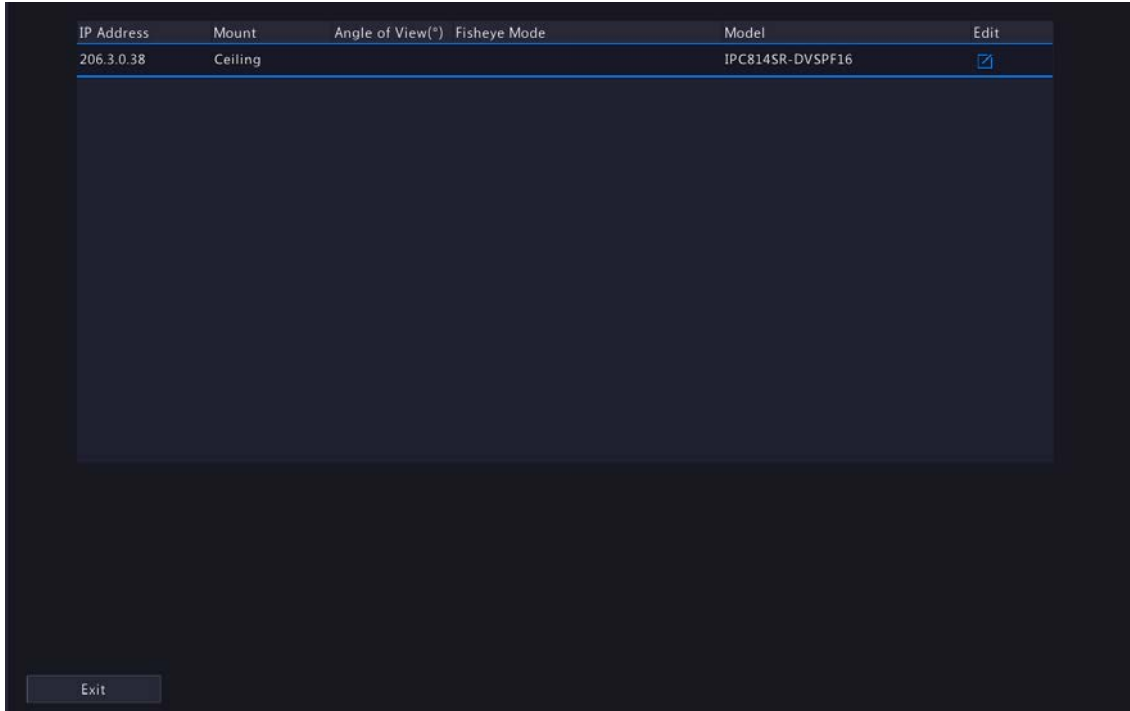 IP Address Mount Angle of View(°) Fisheye Mode Model Edit
206.3.0.38 Ceiling IPC814SR-DVSPF16
Exit